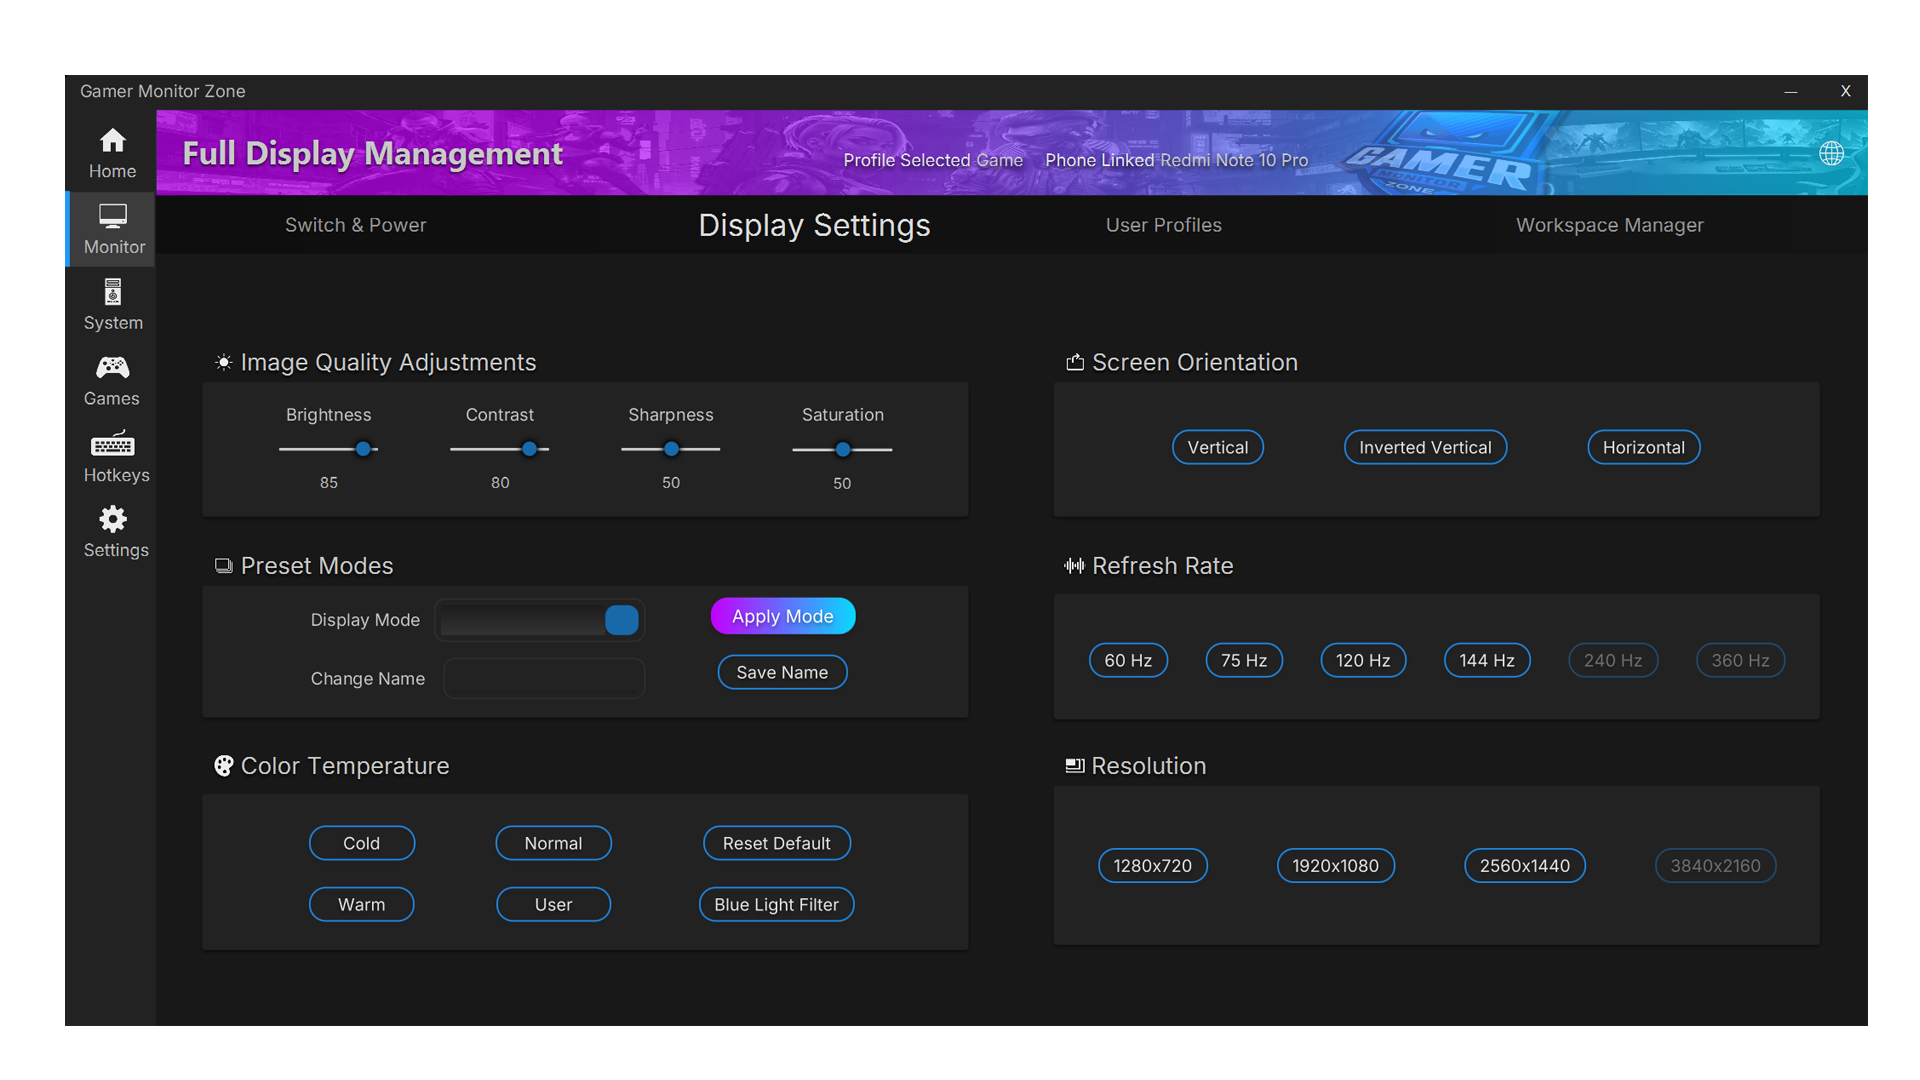 Gamer Monitor Zone
X
Home
Monitor
System
Games
Hotkeys
Settings
Full Display Management
Profile Selected Game
Phone Linked Redmi Note 10 Pro
GAMER
MONITOR
ZONE
Switch & Power
Display Settings
User Profiles
Workspace Manager
Image Quality Adjustments
Brightness Contrast Sharpness Saturation
85 80 50 50
Preset Modes
Display Mode
Apply Mode
Change Name
Save Name
Color Temperature
Cold Normal Reset Default
Warm User Blue Light Filter
Screen Orientation
Vertical Inverted Vertical Horizontal
Refresh Rate
60 Hz 75 Hz 120 Hz 144 Hz 240 Hz 360 Hz
Resolution
1280x720 1920x1080 2560x1440 3840x2160